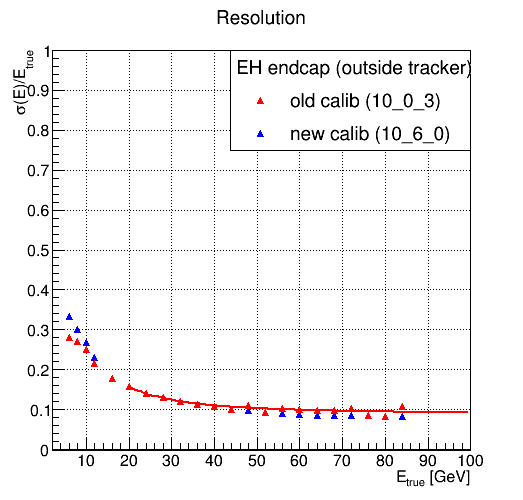 Resolution
σ(E)/E_true
1
0.9
0.8
0.7
0.6
0.5
0.4
0.3
0.2
0.1
0
EH endcap (outside tracker)
old calib (10_0_3)
new calib (10_6_0)
10 20 30 40 50 60 70 80 90 100
E_true [GeV]